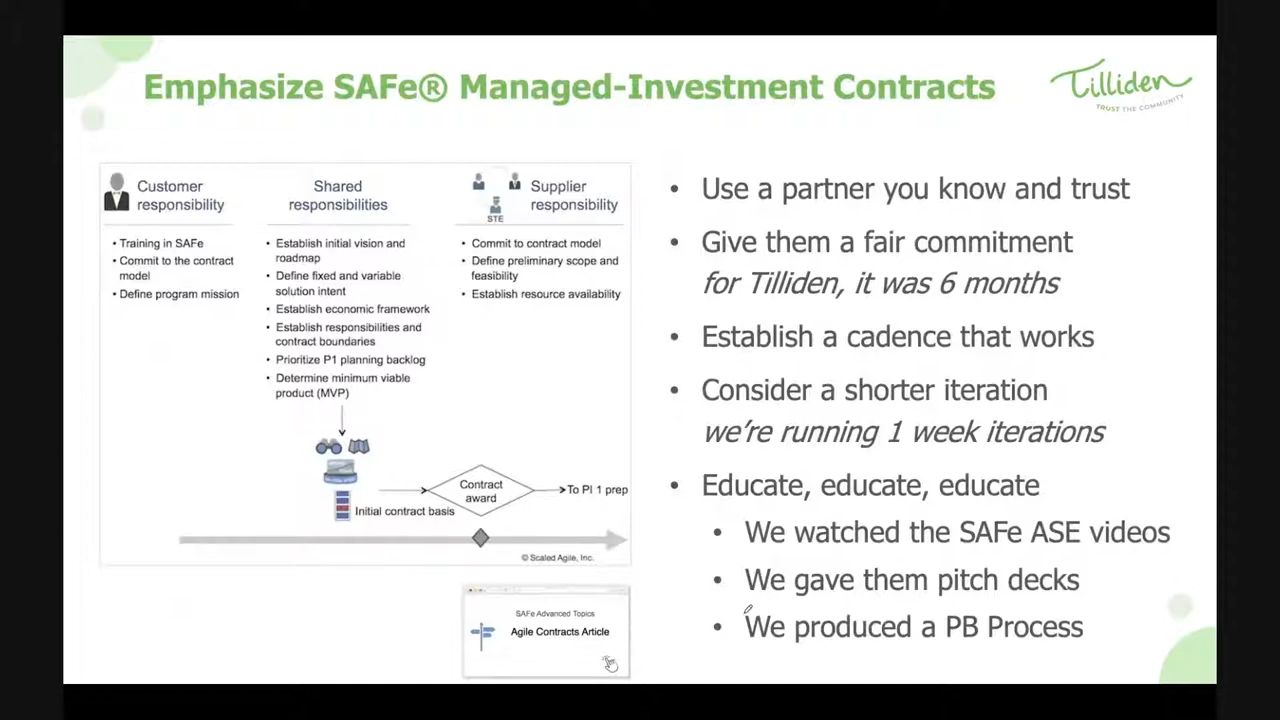 Emphasize SAFe® Managed-Investment Contracts
Tilliden
TRUST THE COMMUNITY
Customer
responsibility
• Training in SAFe
• Commit to the contract
model
• Define program mission
Shared
responsibilities
• Establish initial vision and
roadmap
• Define fixed and variable
solution intent
• Establish economic framework
• Establish responsibilities and
contract boundaries
• Prioritize P1 planning backlog
• Determine minimum viable
product (MVP)
STE
Supplier
responsibility
• Commit to contract model
• Define preliminary scope and
feasibility
• Establish resource availability
Initial contract basis
Contract
award
To PI 1 prep
© Scaled Agile, Inc.
SAFe Advanced Topics
Agile Contracts Article
• Use a partner you know and trust
• Give them a fair commitment
for Tilliden, it was 6 months
• Establish a cadence that works
• Consider a shorter iteration
we're running 1 week iterations
• Educate, educate, educate
• We watched the SAFe ASE videos
• We gave them pitch decks
• We produced a PB Process